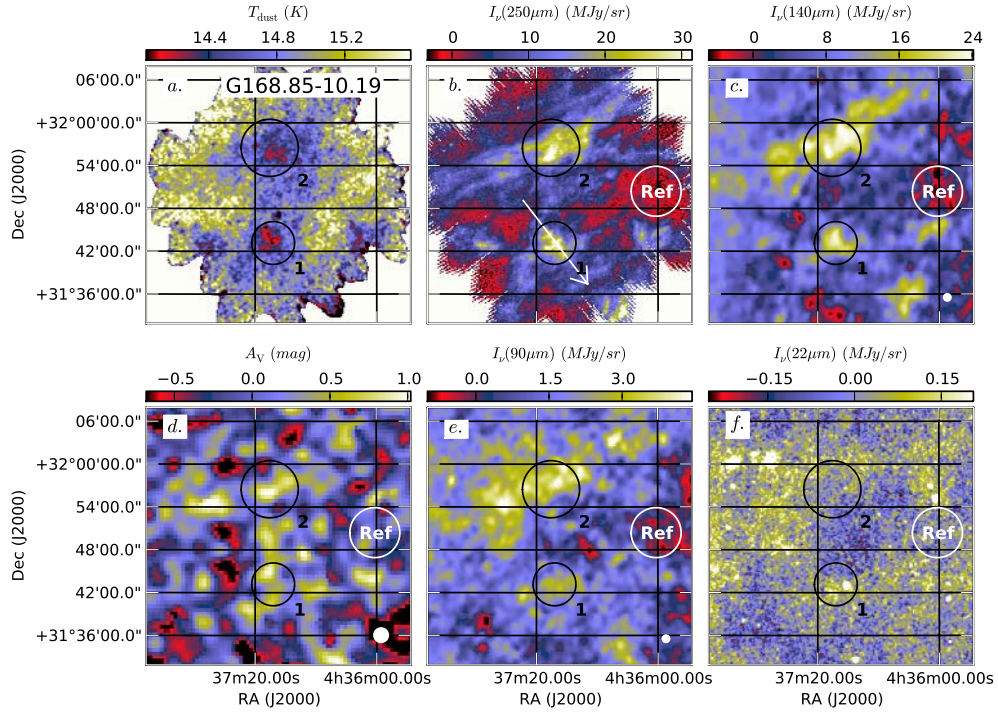 T_dust (K)
14.4 14.8 15.2
I_ν(250μm) (MJy/sr)
0 10 20 30
I_ν(140μm) (MJy/sr)
0 8 16 24
Dec (J2000)
06'00.0"
+32°00'00.0"
54'00.0"
48'00.0"
42'00.0"
+31°36'00.0"
a.
G168.85-10.19
2
1
b.
2
Ref
1
c.
2
Ref
1
A_V (mag)
−0.5 0.0 0.5 1.0
I_ν(90μm) (MJy/sr)
0.0 1.5 3.0
I_ν(22μm) (MJy/sr)
−0.15 0.00 0.15
Dec (J2000)
06'00.0"
+32°00'00.0"
54'00.0"
48'00.0"
42'00.0"
+31°36'00.0"
d.
2
Ref
1
e.
2
Ref
1
f.
2
Ref
1
37m20.00s 4h36m00.00s
RA (J2000)
37m20.00s 4h36m00.00s
RA (J2000)
37m20.00s 4h36m00.00s
RA (J2000)